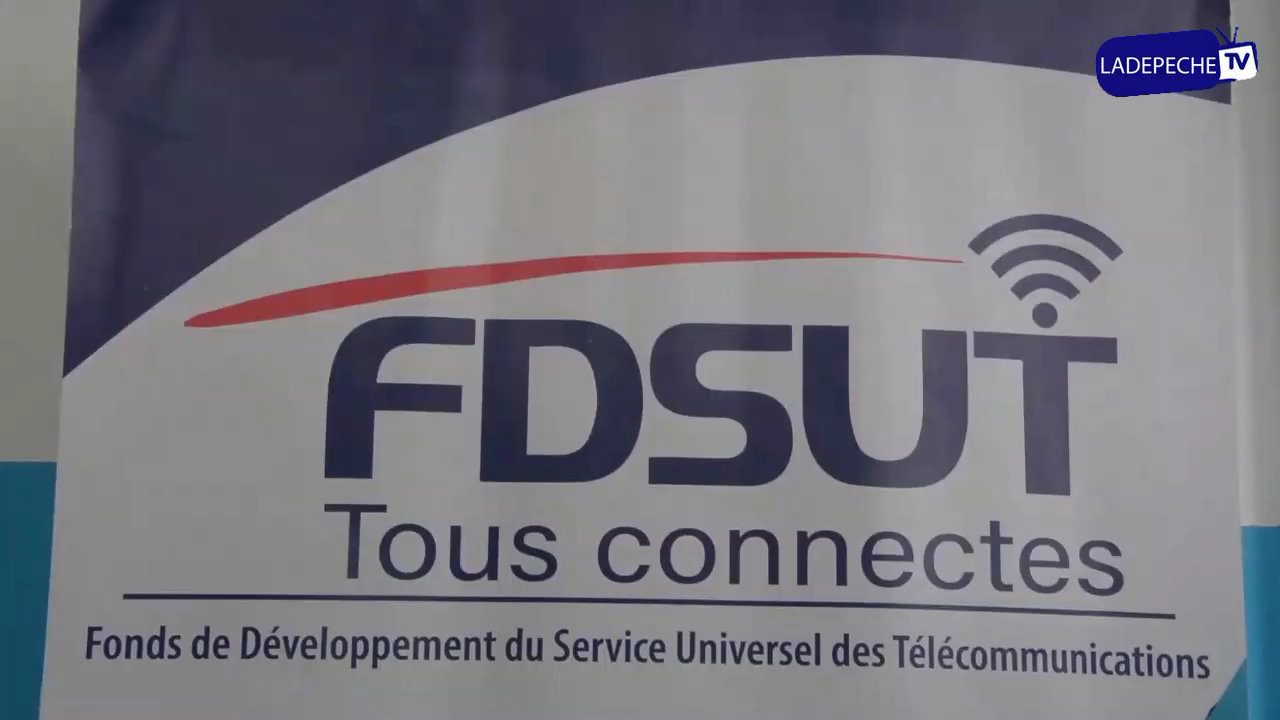 LADEPECHE TV
FDSUT
Tous connectes
Fonds de Développement du Service Universel des Télécommunications